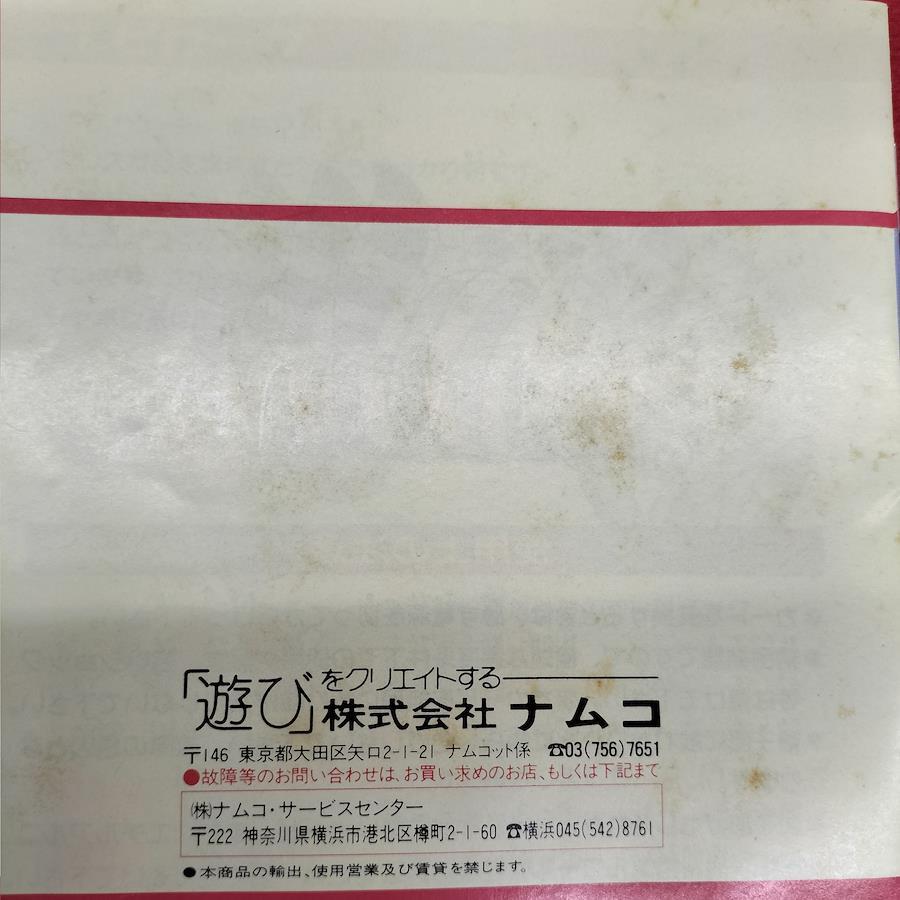 「遊び」をクリエイトする
株式会社 ナムコ
〒146 東京都大田区矢口2-1-21 ナムコット係 ☎03(756)7651
●故障等のお問い合わせは、お買い求めのお店、もしくは下記まで
㈱ナムコ・サービスセンター
〒222 神奈川県横浜市港北区樽町2-1-60 ☎横浜045(542)8761
●本商品の輸出、使用営業及び賃貸を禁じます。